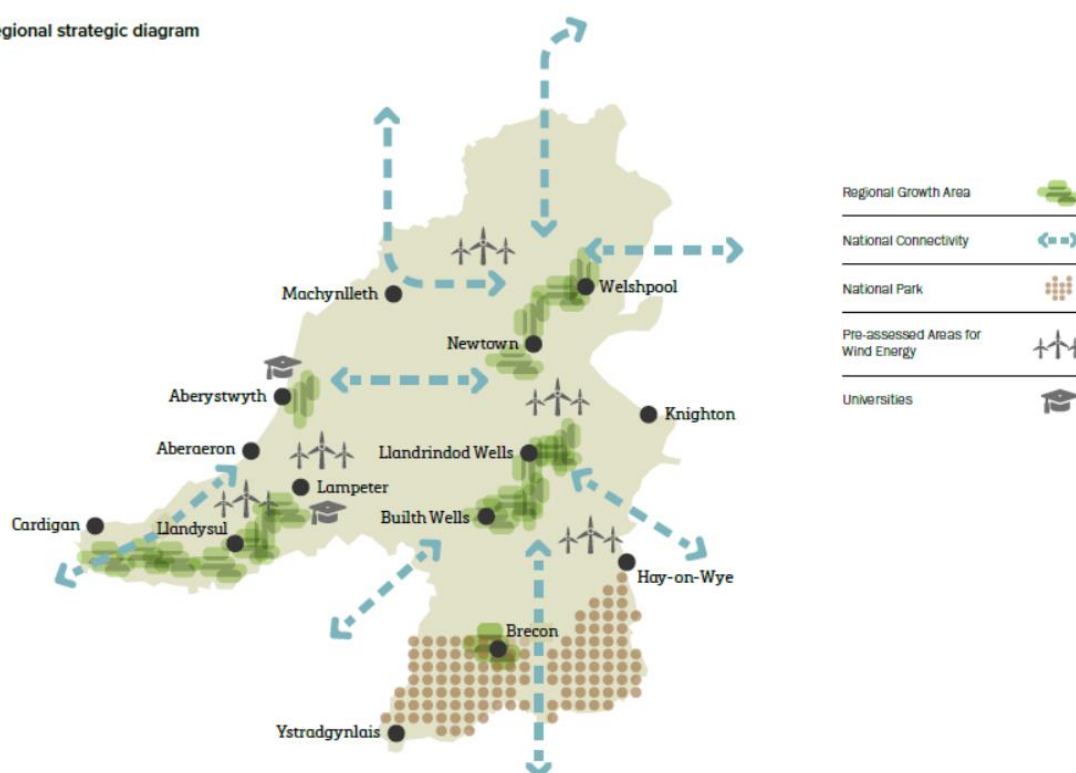 egional strategic diagram
Machynlleth
Welshpool
Newtown
Aberystwyth
Knighton
Aberaeron
Llandrindod Wells
Lampeter
Cardigan
Llandysul
Builth Wells
Hay-on-Wye
Brecon
Ystradgynlais
Regional Growth Area
National Connectivity
National Park
Pre-assessed Areas for
Wind Energy
Universities